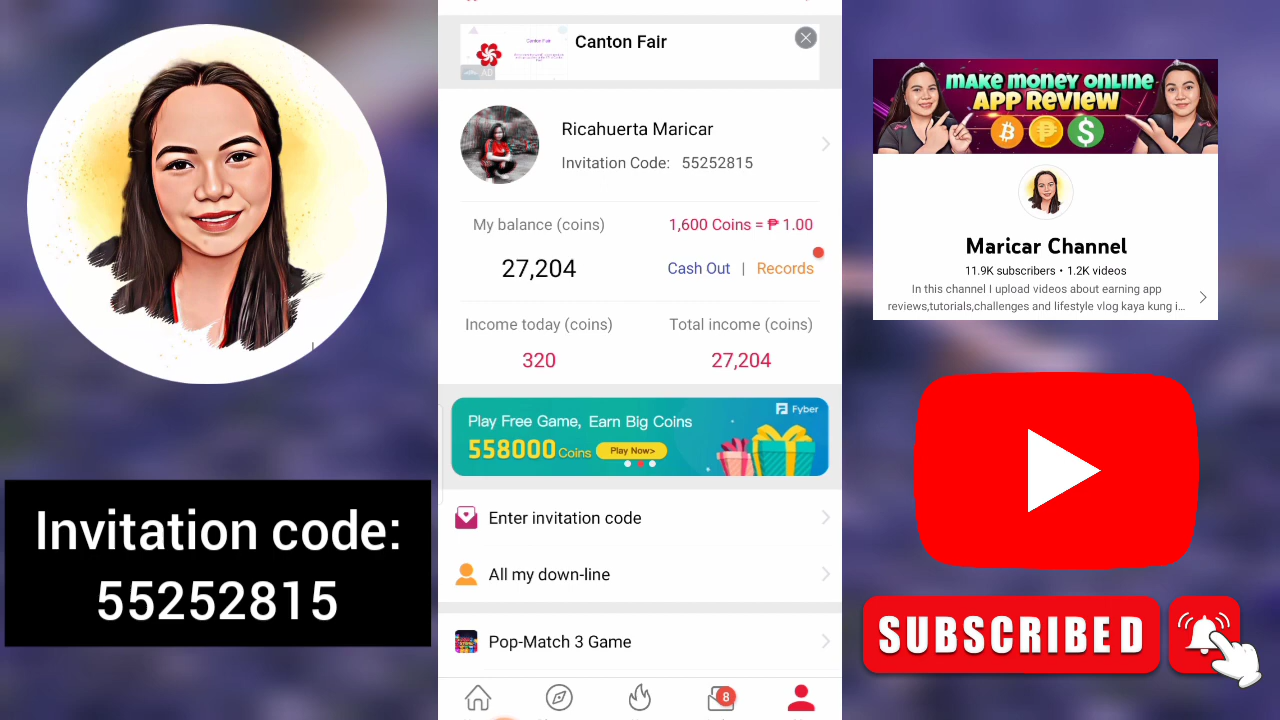 Invitation code:
55252815
Canton Fair
Canton Fair
AD
Ricahuerta Maricar
Invitation Code: 55252815
My balance (coins)
1,600 Coins = ₱ 1.00
27,204
Cash Out | Records
Income today (coins)
Total income (coins)
320
27,204
Fyber
Play Free Game, Earn Big Coins
558000 Coins
Play Now>
Enter invitation code
All my down-line
Pop-Match 3 Game
8
MAKE MONEY ONLINE
APP REVIEW
Maricar Channel
11.9K subscribers • 1.2K videos
In this channel I upload videos about earning app
reviews,tutorials,challenges and lifestyle vlog kaya kung i...
SUBSCRIBED